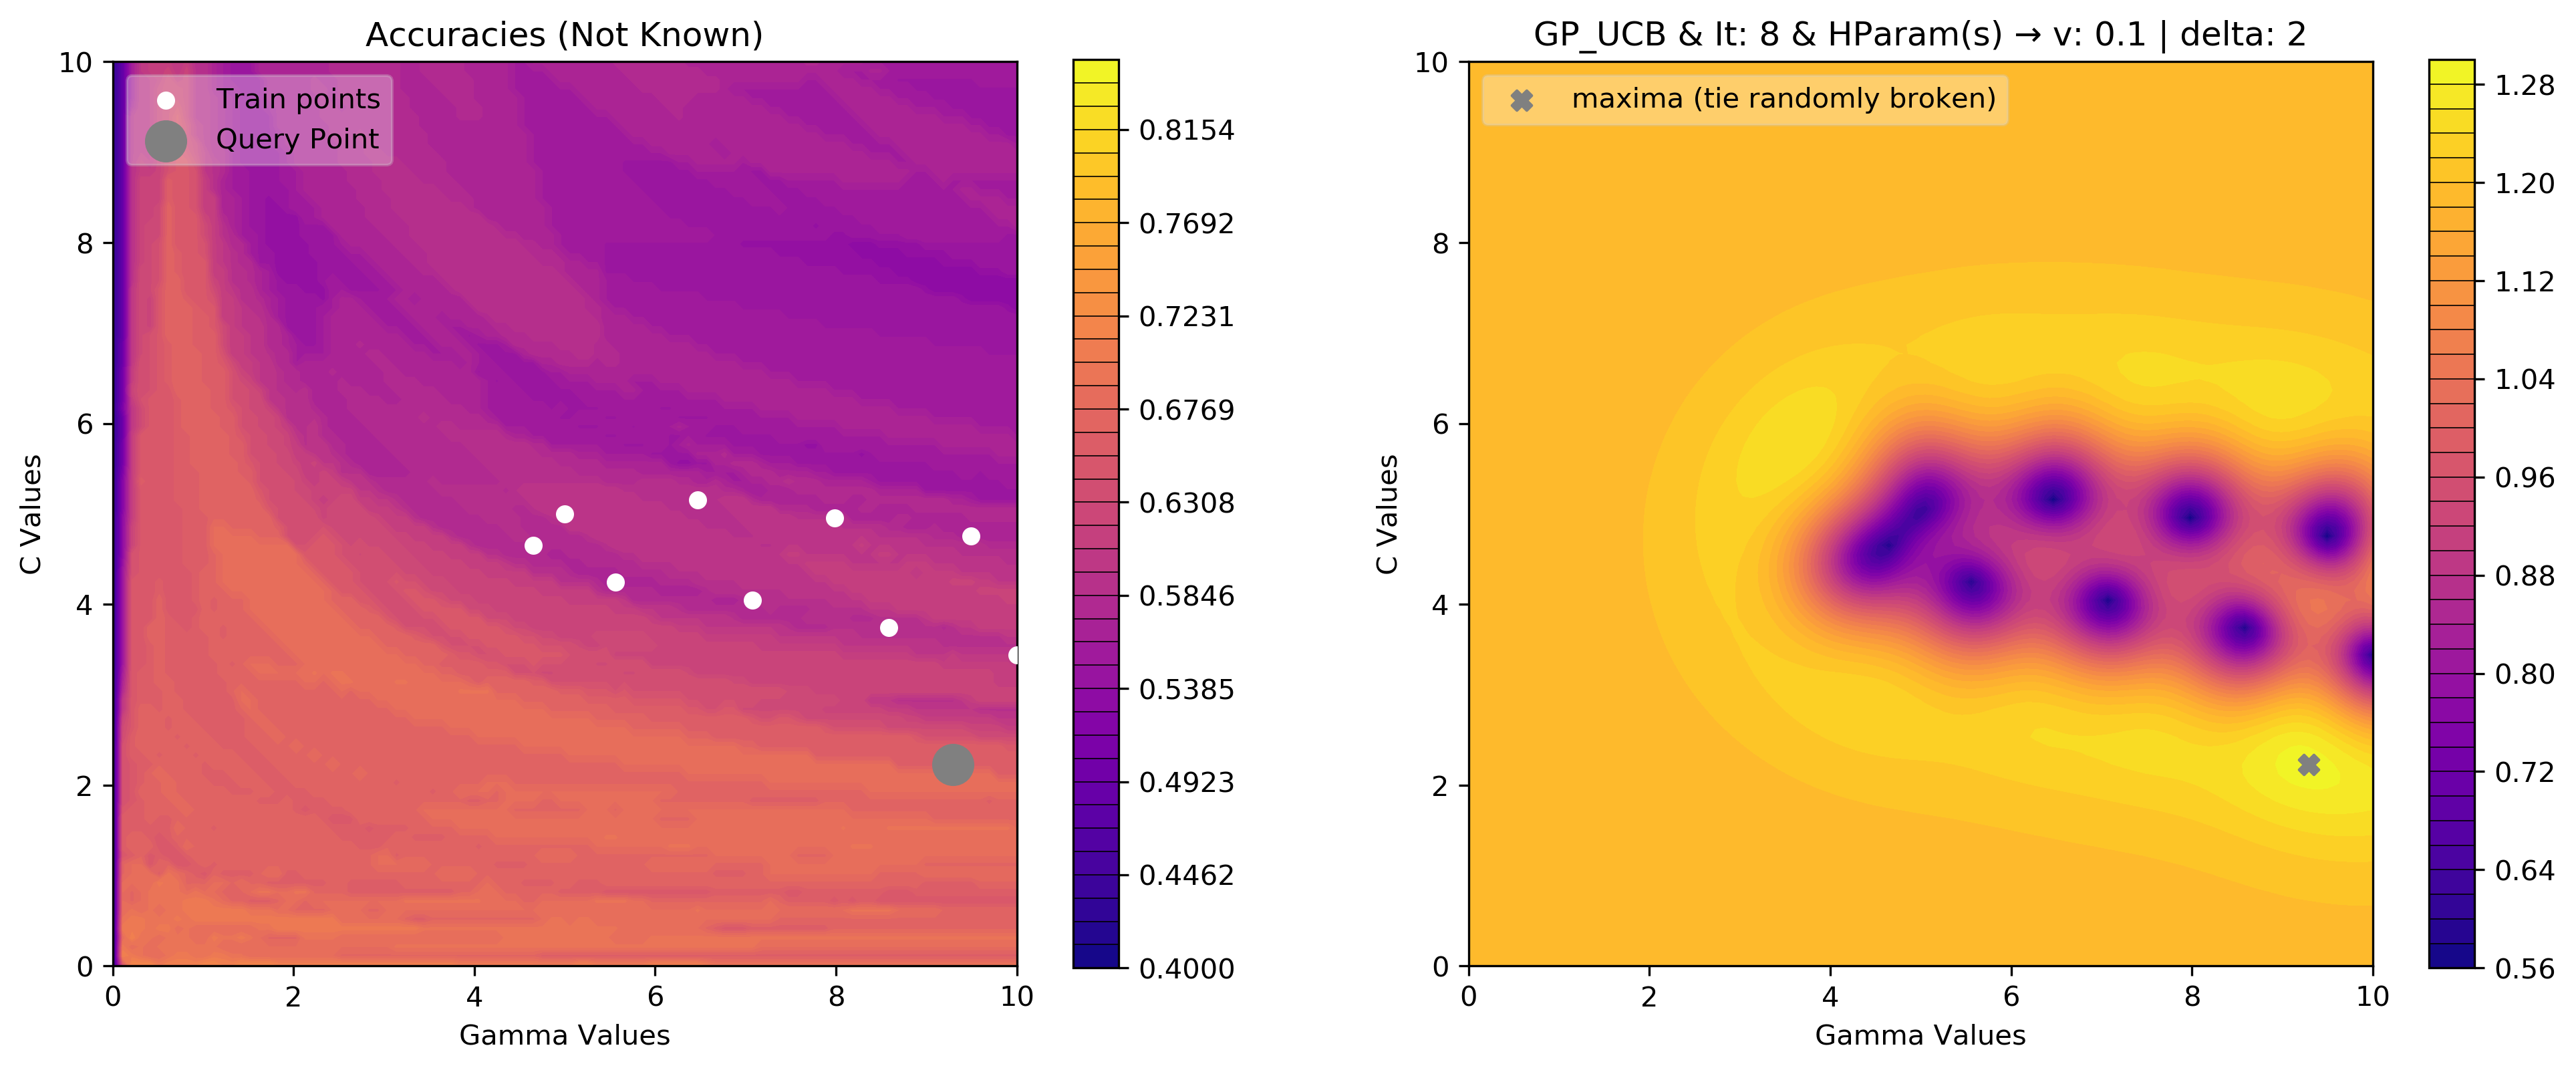 Accuracies (Not Known)
Train points
Query Point
10
8
6
4
2
0
C Values
0 2 4 6 8 10
Gamma Values
0.8154
0.7692
0.7231
0.6769
0.6308
0.5846
0.5385
0.4923
0.4462
0.4000
GP_UCB & It: 8 & HParam(s) → v: 0.1 | delta: 2
maxima (tie randomly broken)
10
8
6
4
2
0
C Values
0 2 4 6 8 10
Gamma Values
1.28
1.20
1.12
1.04
0.96
0.88
0.80
0.72
0.64
0.56